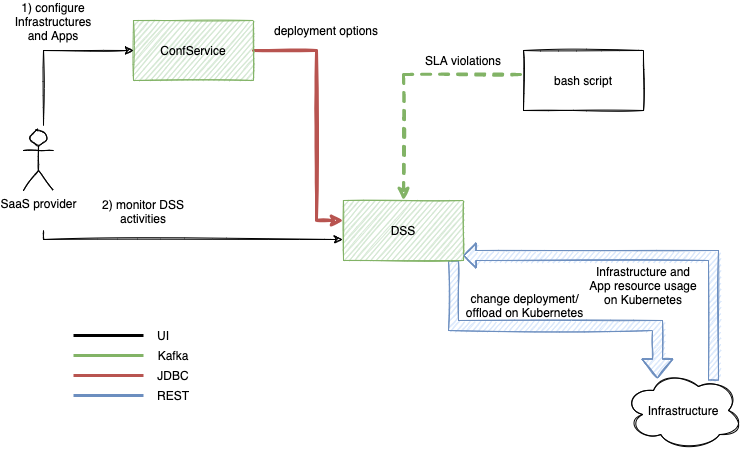 1) configure
Infrastructures
and Apps
ConfService
deployment options
SLA violations
bash script
SaaS provider
2) monitor DSS
activities
DSS
Infrastructure and
App resource usage
on Kubernetes
change deployment/
offload on Kubernetes
UI
Kafka
JDBC
REST
Infrastructure